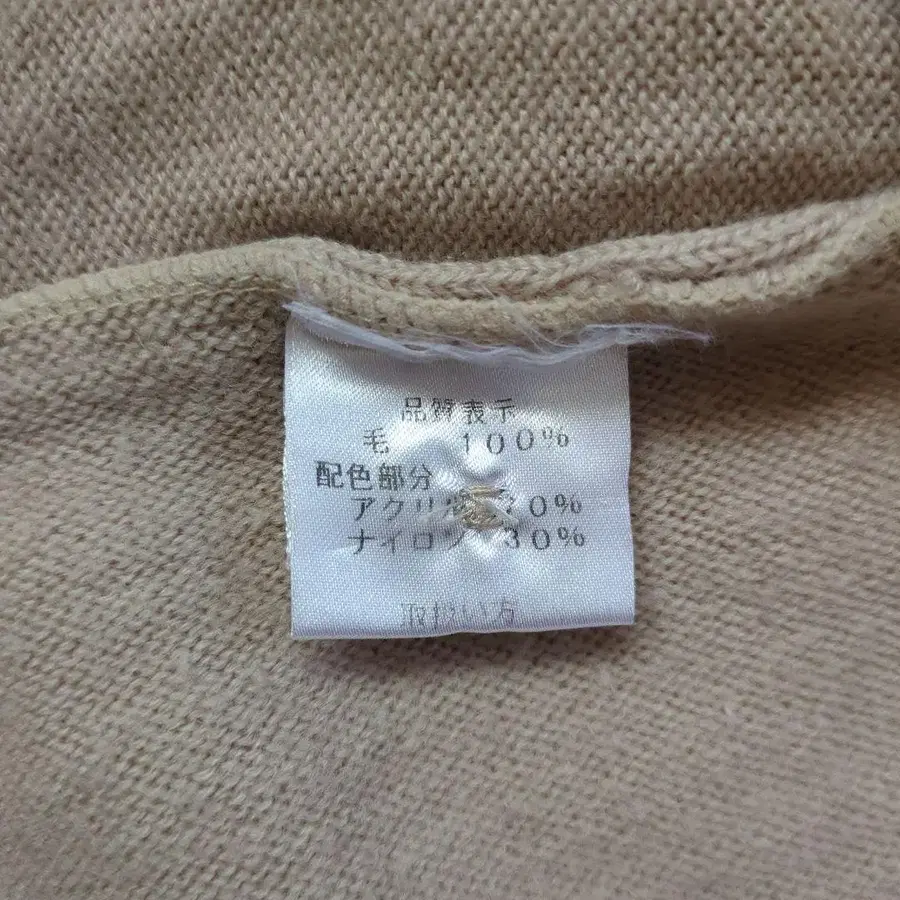 品質表示
毛 100%
配色部分
アクリル 70%
ナイロン 30%
取扱い方